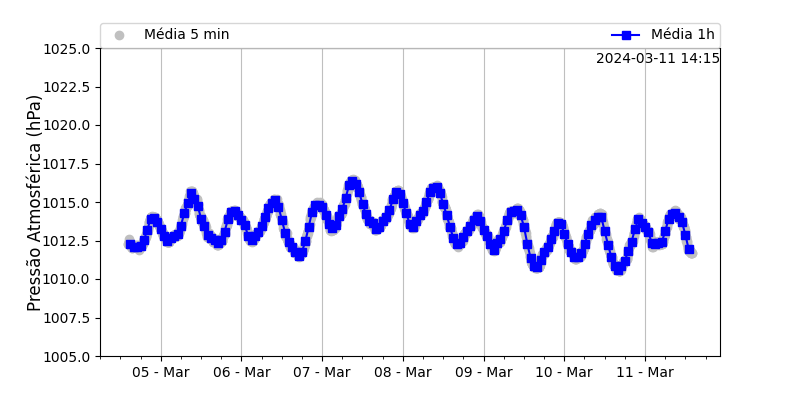 Média 5 min
Média 1h
2024-03-11 14:15
Pressão Atmosférica (hPa)
1025.0
1022.5
1020.0
1017.5
1015.0
1012.5
1010.0
1007.5
1005.0
05 - Mar
06 - Mar
07 - Mar
08 - Mar
09 - Mar
10 - Mar
11 - Mar